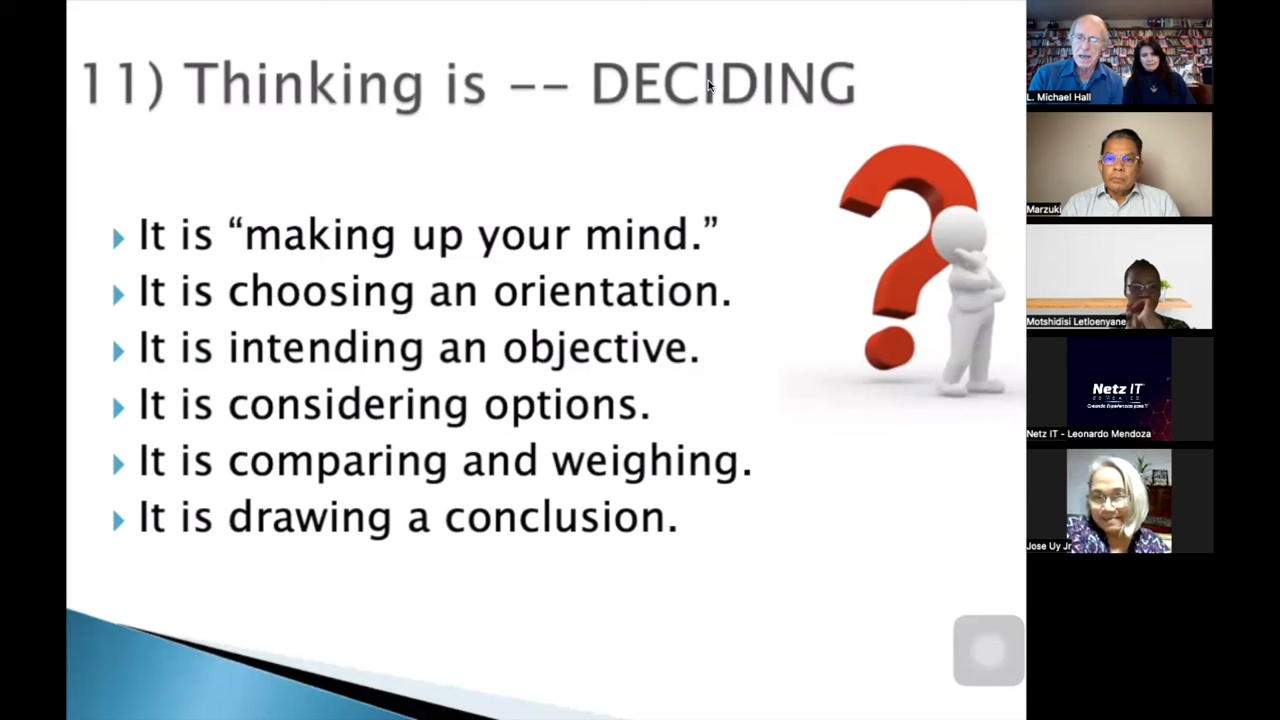 11) Thinking is -- DECIDING
It is “making up your mind.”
It is choosing an orientation.
It is intending an objective.
It is considering options.
It is comparing and weighing.
It is drawing a conclusion.
L. Michael Hall
Marzuki
Motshidisi Letloenyane
Netz IT
Netz IT - Leonardo Mendoza
Jose Uy Jr